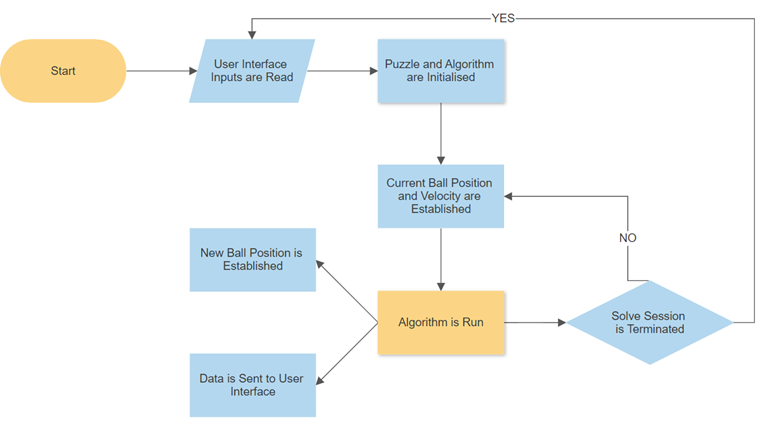 YES
Start
User Interface
Inputs are Read
Puzzle and Algorithm
are Initialised
Current Ball Position
and Velocity are
Established
NO
New Ball Position is
Established
Algorithm is Run
Solve Session
is Terminated
Data is Sent to User
Interface